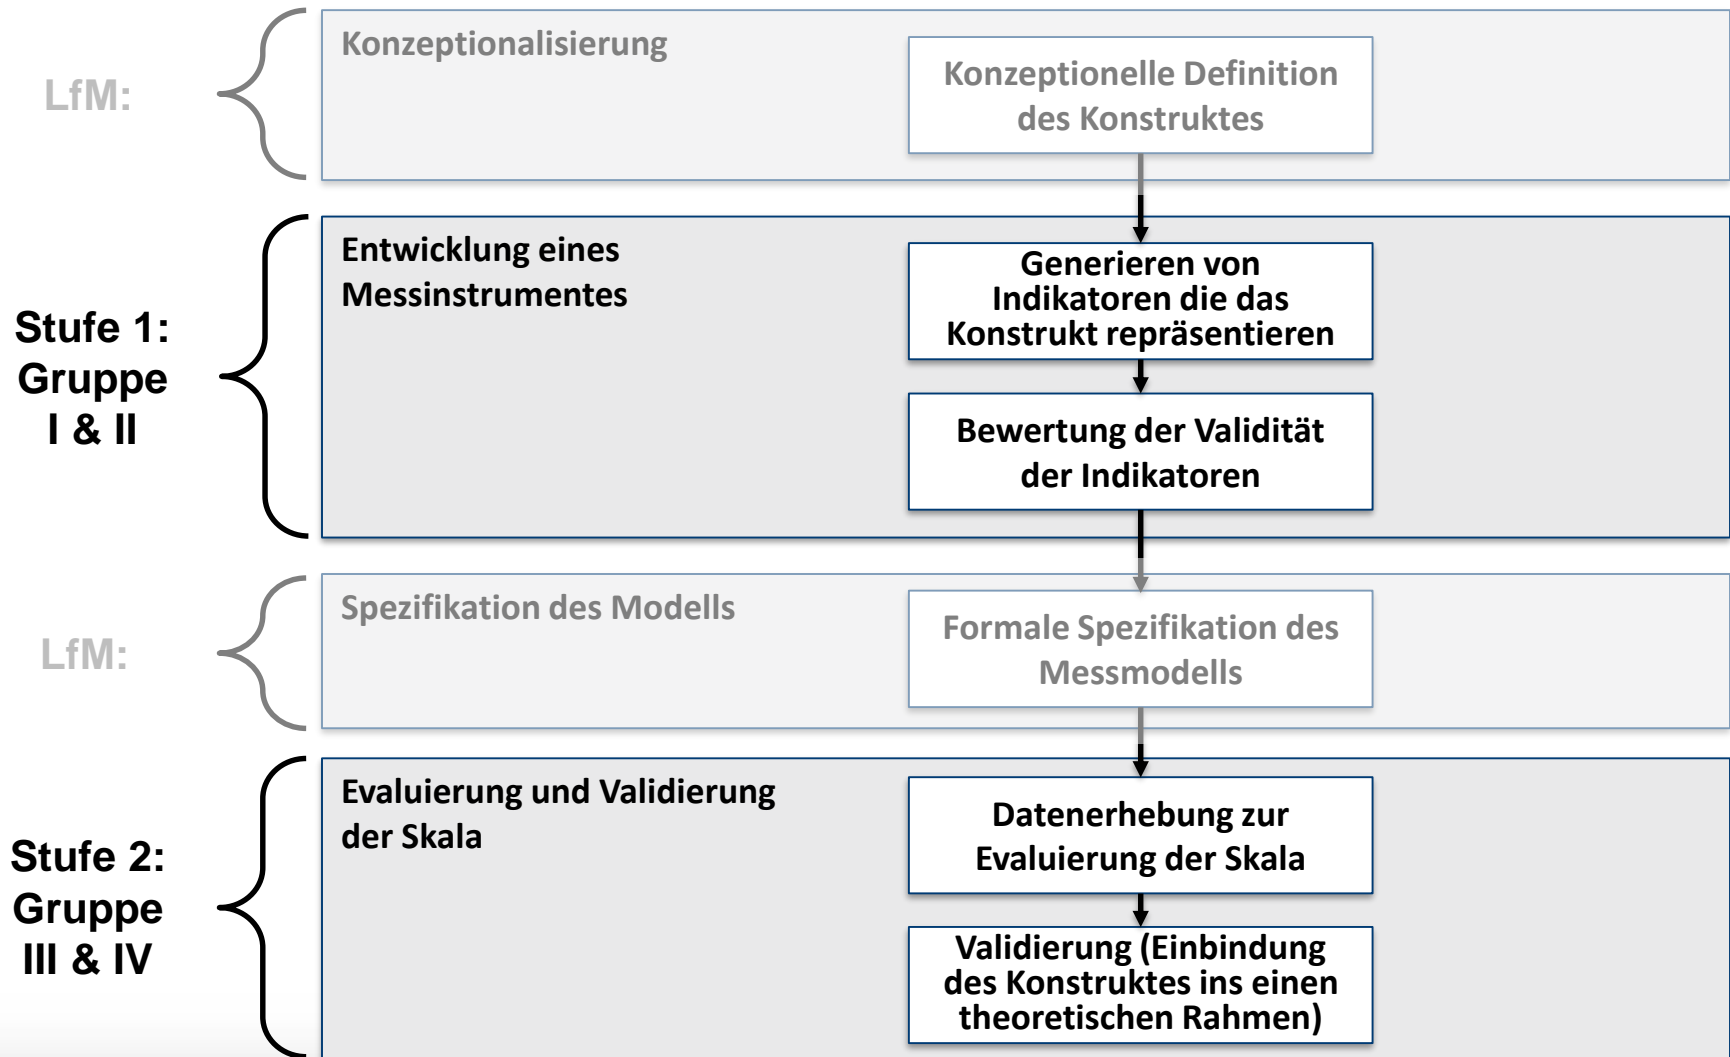 LfM:
Konzeptionalisierung
Konzeptionelle Definition
des Konstruktes
Stufe 1:
Gruppe
I & II
Entwicklung eines
Messinstrumentes
Generieren von
Indikatoren die das
Konstrukt repräsentieren
Bewertung der Validität
der Indikatoren
LfM:
Spezifikation des Modells
Formale Spezifikation des
Messmodells
Stufe 2:
Gruppe
III & IV
Evaluierung und Validierung
der Skala
Datenerhebung zur
Evaluierung der Skala
Validierung (Einbindung
des Konstruktes ins einen
theoretischen Rahmen)